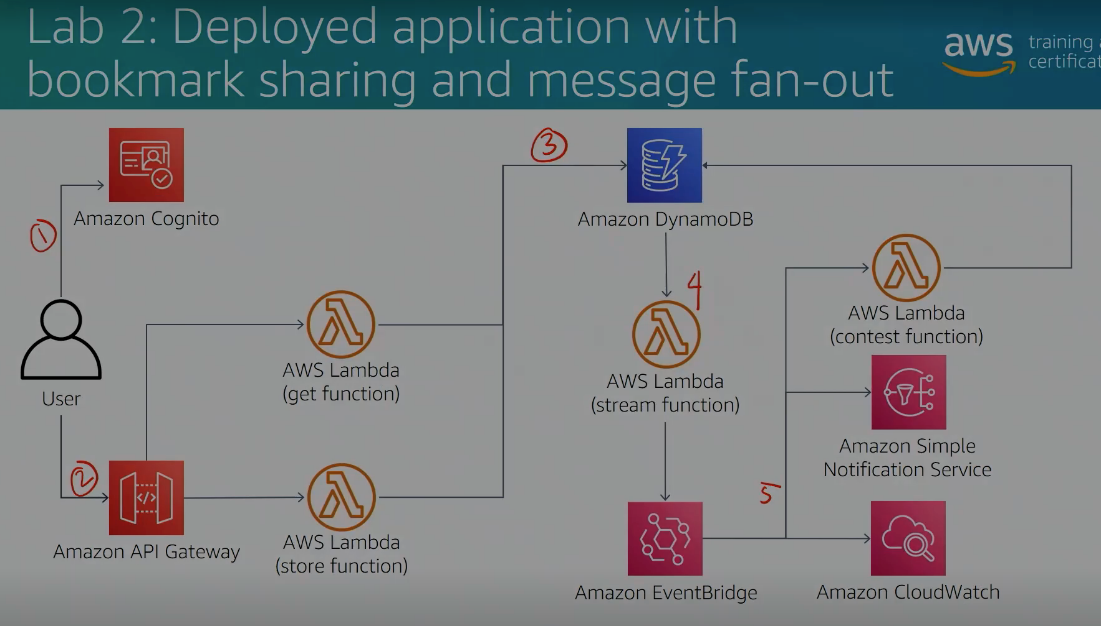 Lab 2: Deployed application with
bookmark sharing and message fan-out
aws
training a
certificat
3
Amazon Cognito
1
Amazon DynamoDB
4
AWS Lambda
(contest function)
AWS Lambda
(get function)
AWS Lambda
(stream function)
User
Amazon Simple
Notification Service
2
5
</>
Amazon API Gateway
AWS Lambda
(store function)
Amazon EventBridge
Amazon CloudWatch